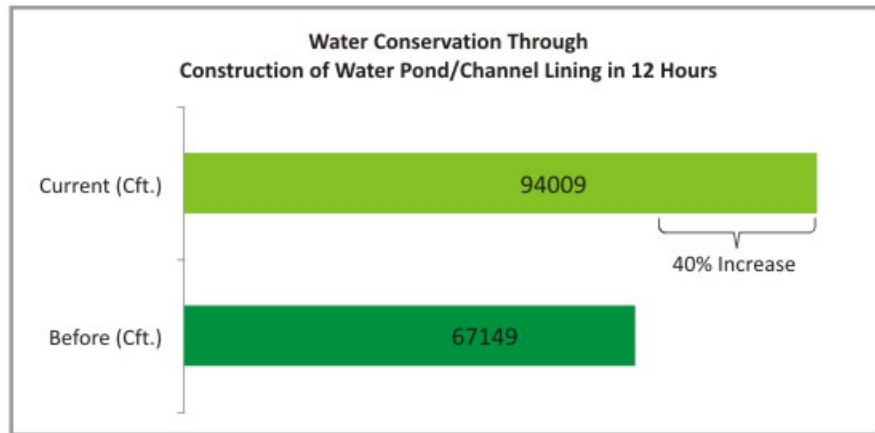 Water Conservation Through
Construction of Water Pond/Channel Lining in 12 Hours
Current (Cft.)
94009
40% Increase
Before (Cft.)
67149